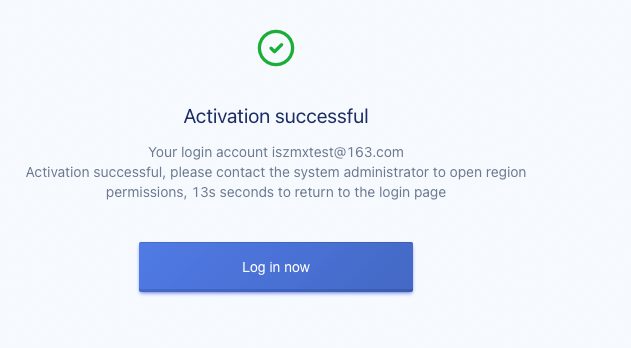 Activation successful
Your login account iszmxtest@163.com
Activation successful, please contact the system administrator to open region
permissions, 13s seconds to return to the login page
Log in now